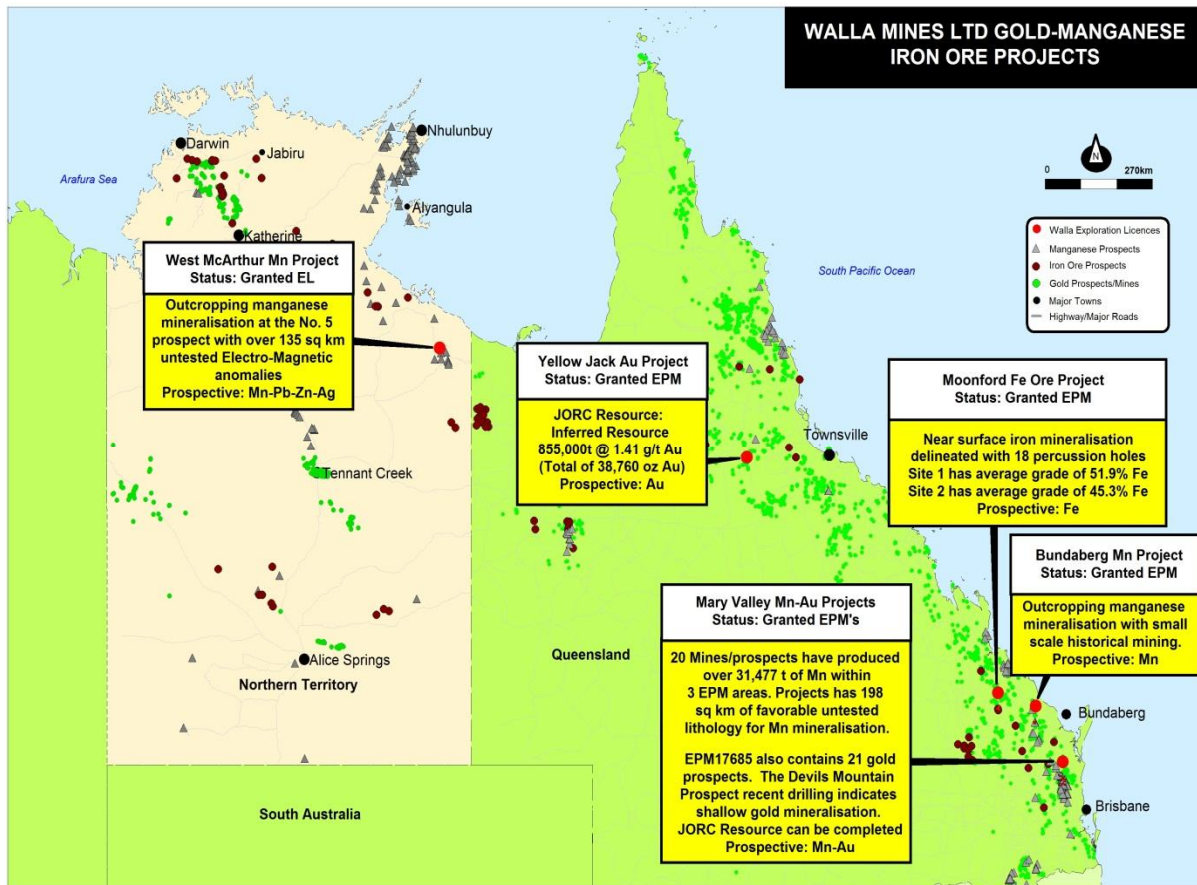 WALLA MINES LTD GOLD-MANGANESE
IRON ORE PROJECTS
N
0
270km
Walla Exploration Licences
Manganese Prospects
Iron Ore Prospects
Gold Prospects/Mines
Major Towns
Highway/Major Roads
Arafura Sea
South Pacific Ocean
Darwin
Jabiru
Nhulunbuy
Alyangula
Katherine
West McArthur Mn Project
Status: Granted EL
Outcropping manganese
mineralisation at the No. 5
prospect with over 135 sq km
untested Electro-Magnetic
anomalies
Prospective: Mn-Pb-Zn-Ag
Yellow Jack Au Project
Status: Granted EPM
JORC Resource:
Inferred Resource
855,000t @ 1.41 g/t Au
(Total of 38,760 oz Au)
Prospective: Au
Townsville
Moonford Fe Ore Project
Status: Granted EPM
Near surface iron mineralisation
delineated with 18 percussion holes
Site 1 has average grade of 51.9% Fe
Site 2 has average grade of 45.3% Fe
Prospective: Fe
Tennant Creek
Bundaberg Mn Project
Status: Granted EPM
Outcropping manganese
mineralisation with small
scale historical mining.
Prospective: Mn
Mary Valley Mn-Au Projects
Status: Granted EPM's
20 Mines/prospects have produced
over 31,477 t of Mn within
3 EPM areas. Projects has 198
sq km of favorable untested
lithology for Mn mineralisation.
EPM17685 also contains 21 gold
prospects. The Devils Mountain
Prospect recent drilling indicates
shallow gold mineralisation.
JORC Resource can be completed
Prospective: Mn-Au
Alice Springs
Northern Territory
Queensland
Bundaberg
Brisbane
South Australia